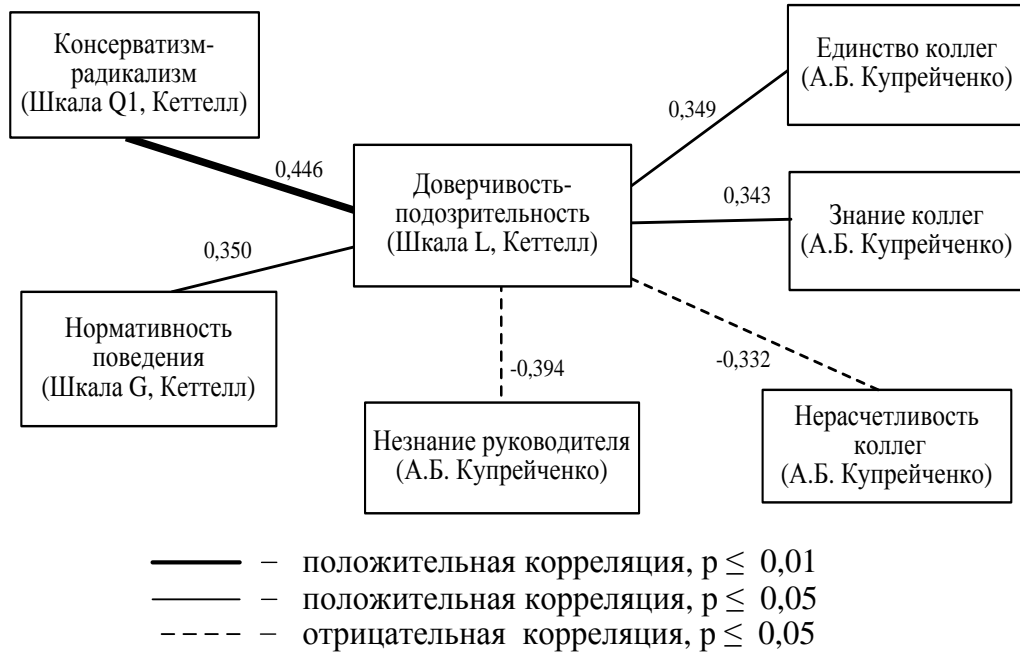 Консерватизм-
радикализм
(Шкала Q1, Кеттелл)
Единство коллег
(А.Б. Купрейченко)
0,349
0,446
Доверчивость-
подозрительность
(Шкала L, Кеттелл)
0,343
Знание коллег
(А.Б. Купрейченко)
0,350
Нормативность
поведения
(Шкала G, Кеттелл)
-0,394
-0,332
Незнание руководителя
(А.Б. Купрейченко)
Нерасчетливость
коллег
(А.Б. Купрейченко)
– положительная корреляция, p ≤ 0,01
– положительная корреляция, p ≤ 0,05
– отрицательная корреляция, p ≤ 0,05